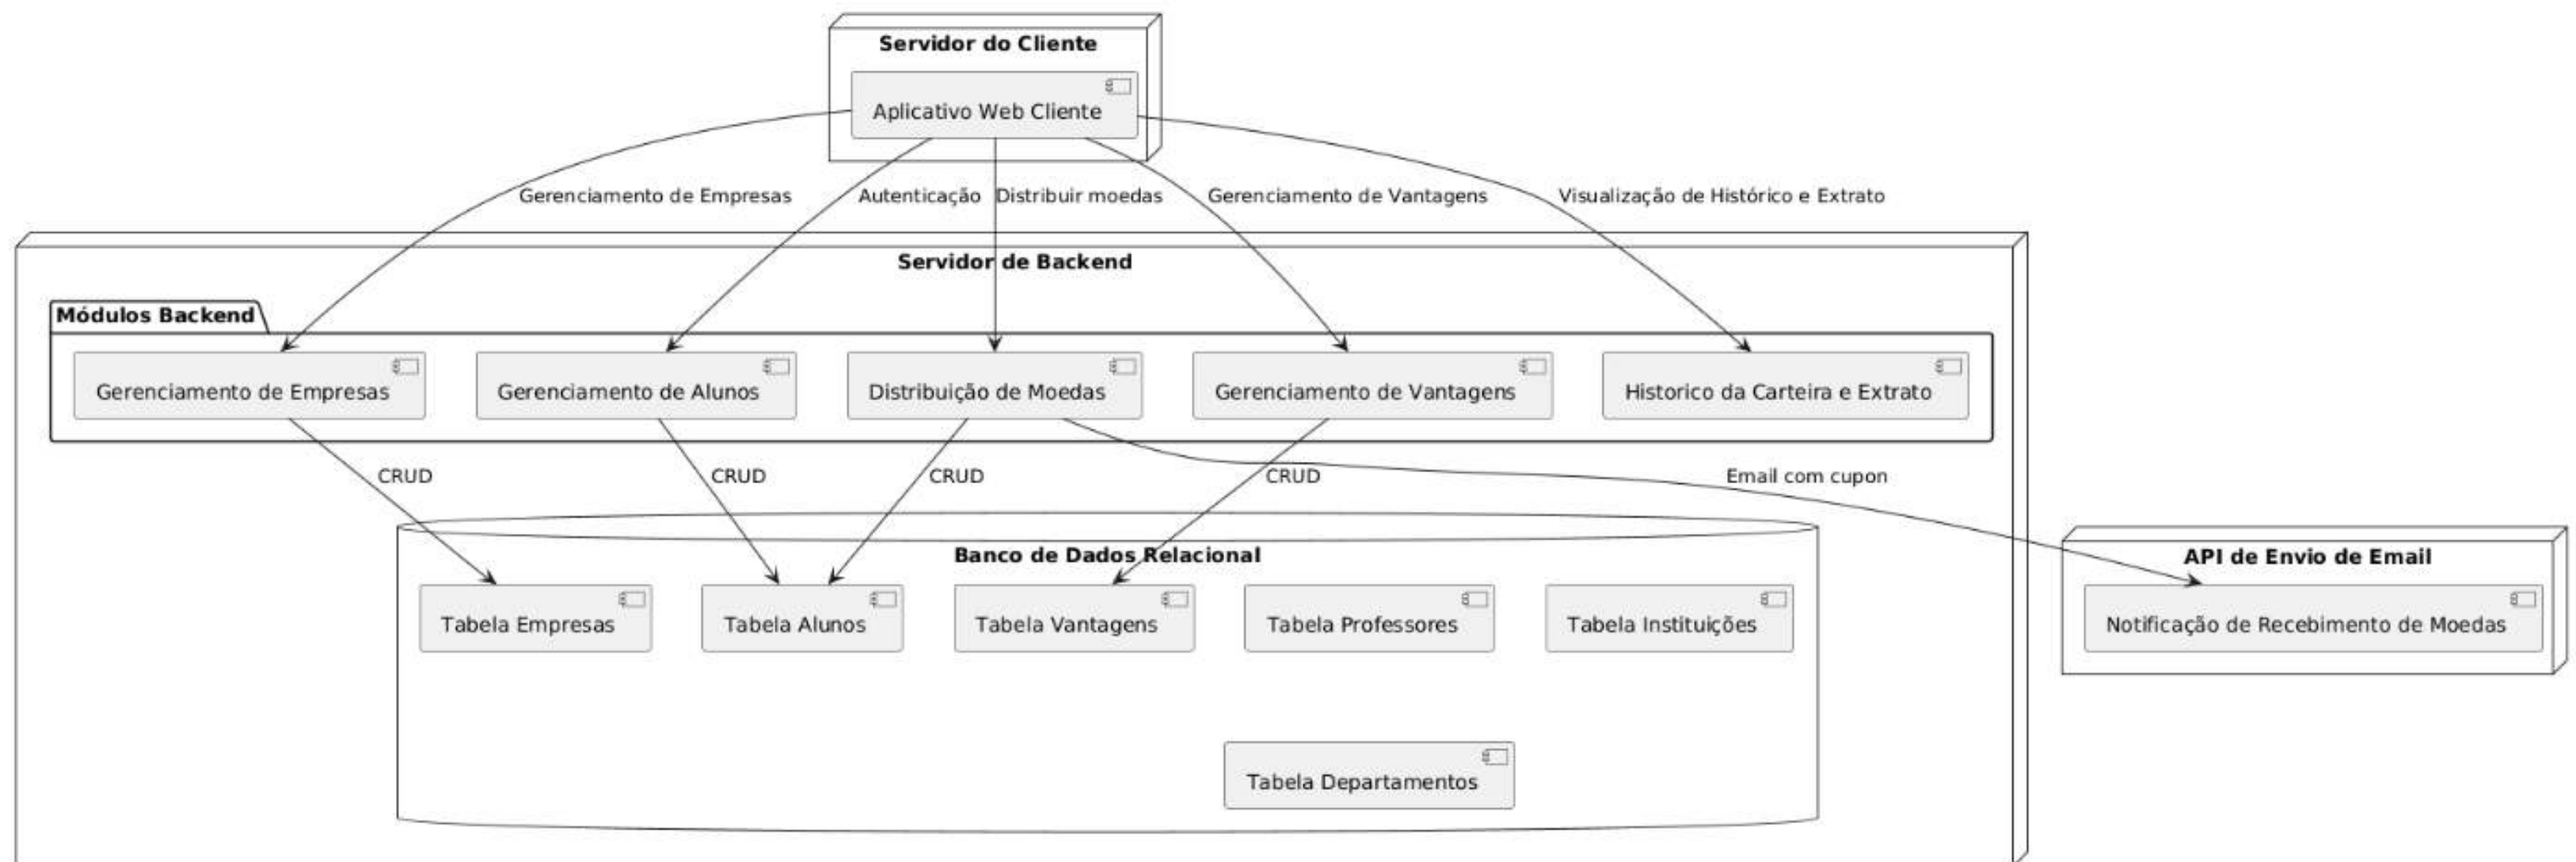 Servidor do Cliente
Aplicativo Web Cliente
Gerenciamento de Empresas
Autenticação
Distribuir moedas
Gerenciamento de Vantagens
Visualização de Histórico e Extrato
Servidor de Backend
Módulos Backend
Gerenciamento de Empresas
Gerenciamento de Alunos
Distribuição de Moedas
Gerenciamento de Vantagens
Historico da Carteira e Extrato
CRUD
CRUD
CRUD
CRUD
Email com cupon
Banco de Dados Relacional
API de Envio de Email
Tabela Empresas
Tabela Alunos
Tabela Vantagens
Tabela Professores
Tabela Instituições
Notificação de Recebimento de Moedas
Tabela Departamentos